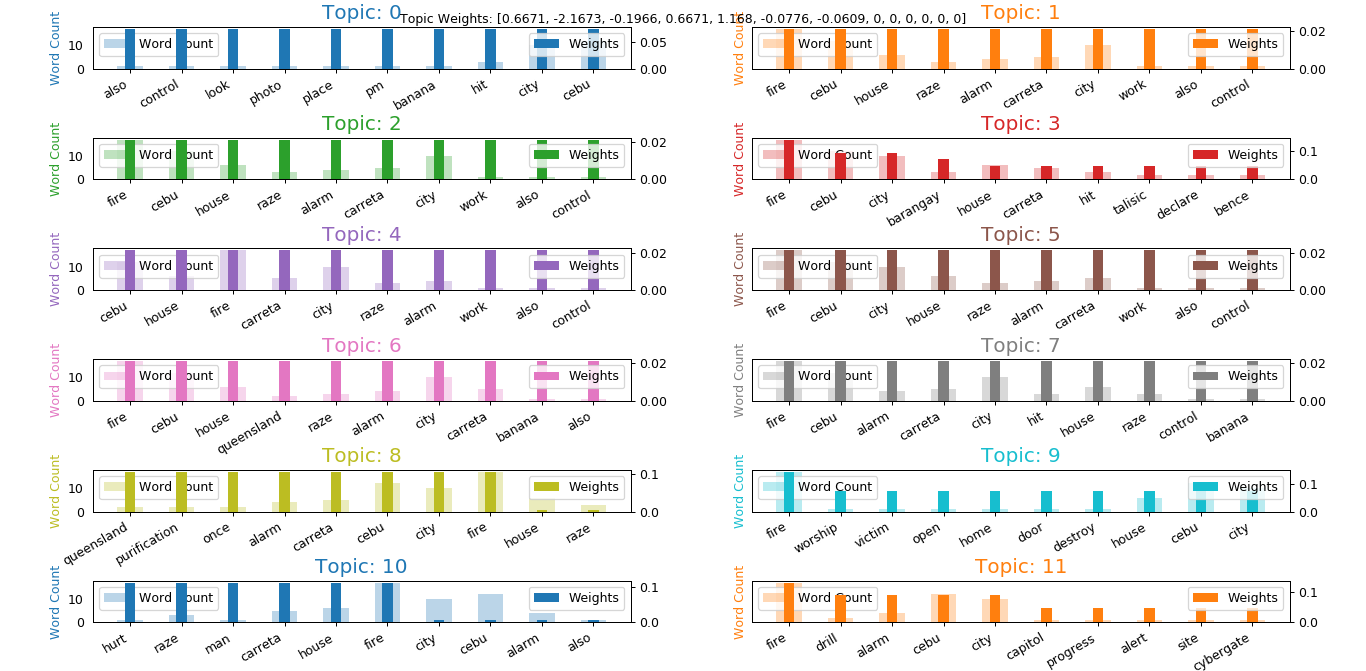 Topic Weights: [0.6671, -2.1673, -0.1966, 0.6671, 1.168, -0.0776, -0.0609, 0, 0, 0, 0, 0, 0]
Topic: 0
Word Count
Word Count
Weights
10
0
0.05
0.00
also control look photo place pm banana hit city cebu
Topic: 1
Word Count
Word Count
Weights
0.02
0.00
fire cebu house raze alarm carreta city work also control
Topic: 2
Word Count
Word Count
Weights
10
0
0.02
0.00
fire cebu house raze alarm carreta city work also control
Topic: 3
Word Count
Word Count
Weights
0.1
0.0
fire cebu city barangay house carreta hit talisic declare bence
Topic: 4
Word Count
Word Count
Weights
10
0
0.02
0.00
cebu house fire carreta city raze alarm work also control
Topic: 5
Word Count
Word Count
Weights
0.02
0.00
fire cebu city house raze alarm carreta work also control
Topic: 6
Word Count
Word Count
Weights
10
0
0.02
0.00
fire cebu house queensland raze alarm city carreta banana also
Topic: 7
Word Count
Word Count
Weights
0.02
0.00
fire cebu alarm carreta city hit house raze control banana
Topic: 8
Word Count
Word Count
Weights
10
0
0.1
0.0
queensland purification once alarm carreta cebu city fire house raze
Topic: 9
Word Count
Word Count
Weights
0.1
0.0
fire worship victim open home door destroy house cebu city
Topic: 10
Word Count
Word Count
Weights
10
0
0.1
0.0
hurt raze man carreta house fire city cebu alarm also
Topic: 11
Word Count
Word Count
Weights
0.1
0.0
fire drill alarm cebu city capitol progress alert site cybergate